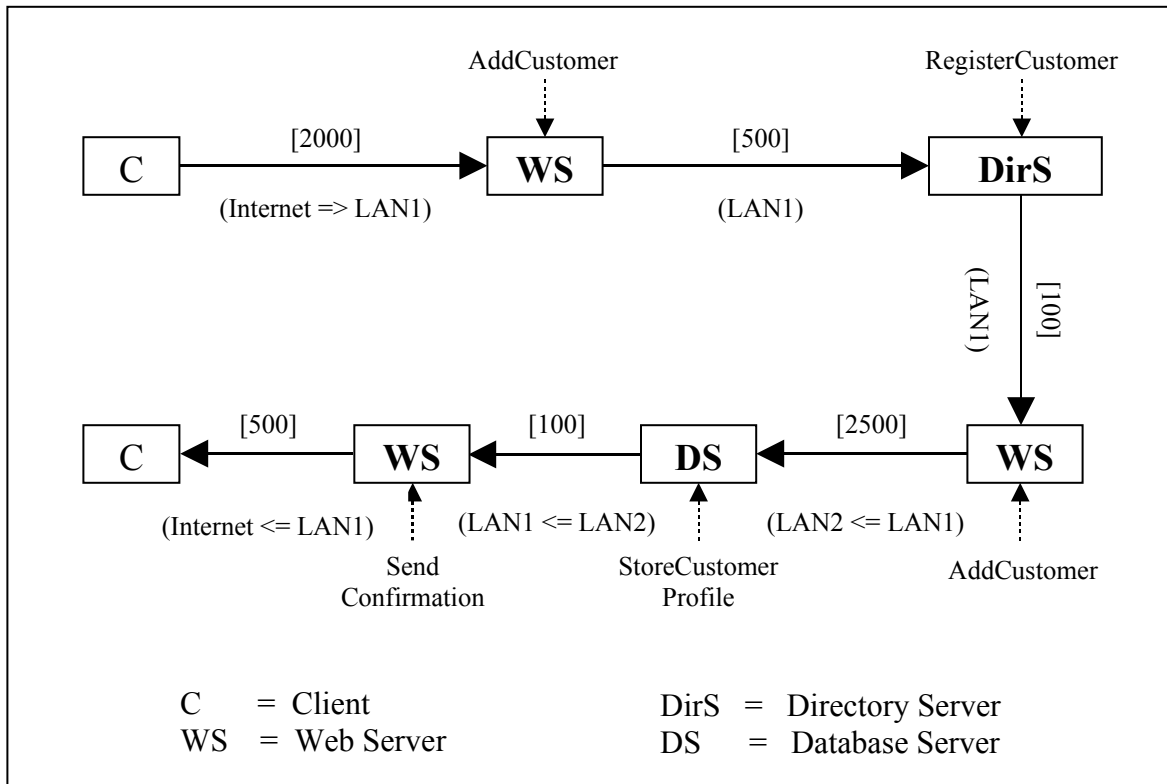 AddCustomer
RegisterCustomer
[2000]
[500]
C
WS
DirS
(Internet => LAN1)
(LAN1)
(LAN1)
[100]
[500]
[100]
[2500]
C
WS
DS
WS
(Internet <= LAN1)
(LAN1 <= LAN2)
(LAN2 <= LAN1)
Send
Confirmation
StoreCustomer
Profile
AddCustomer
C = Client
DirS = Directory Server
WS = Web Server
DS = Database Server